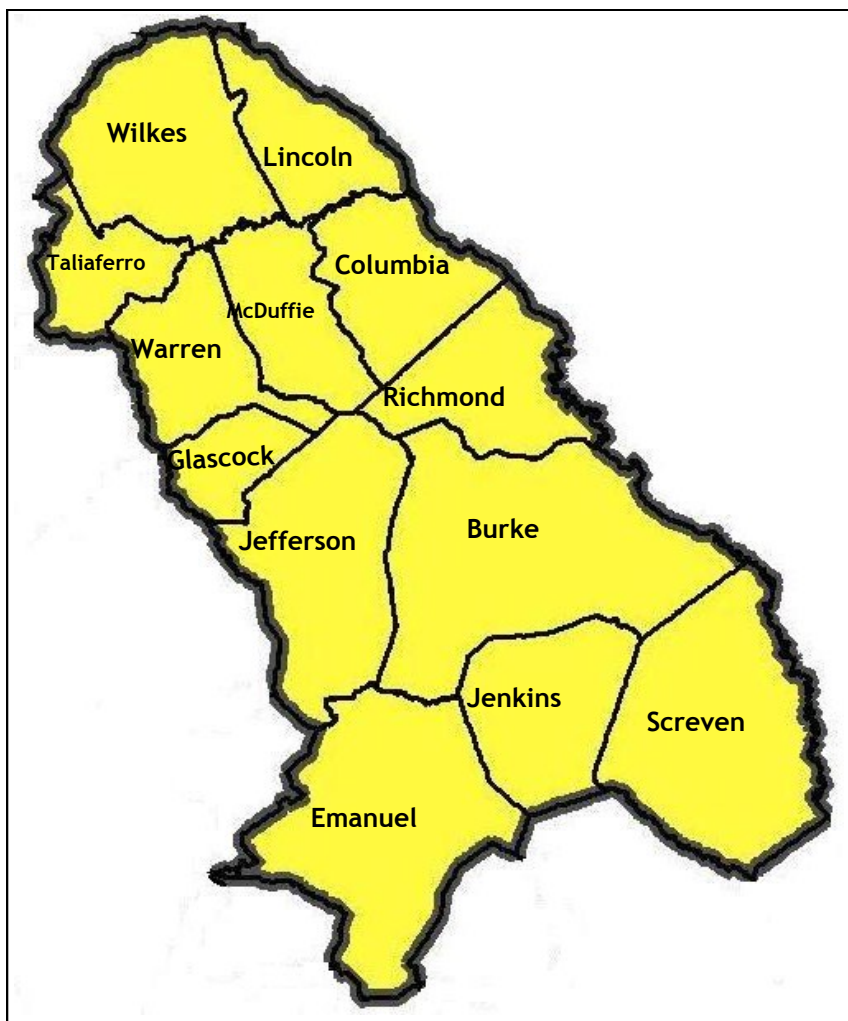 Wilkes
Lincoln
Taliaferro
Columbia
McDuffie
Warren
Richmond
Glascock
Burke
Jefferson
Jenkins
Screven
Emanuel